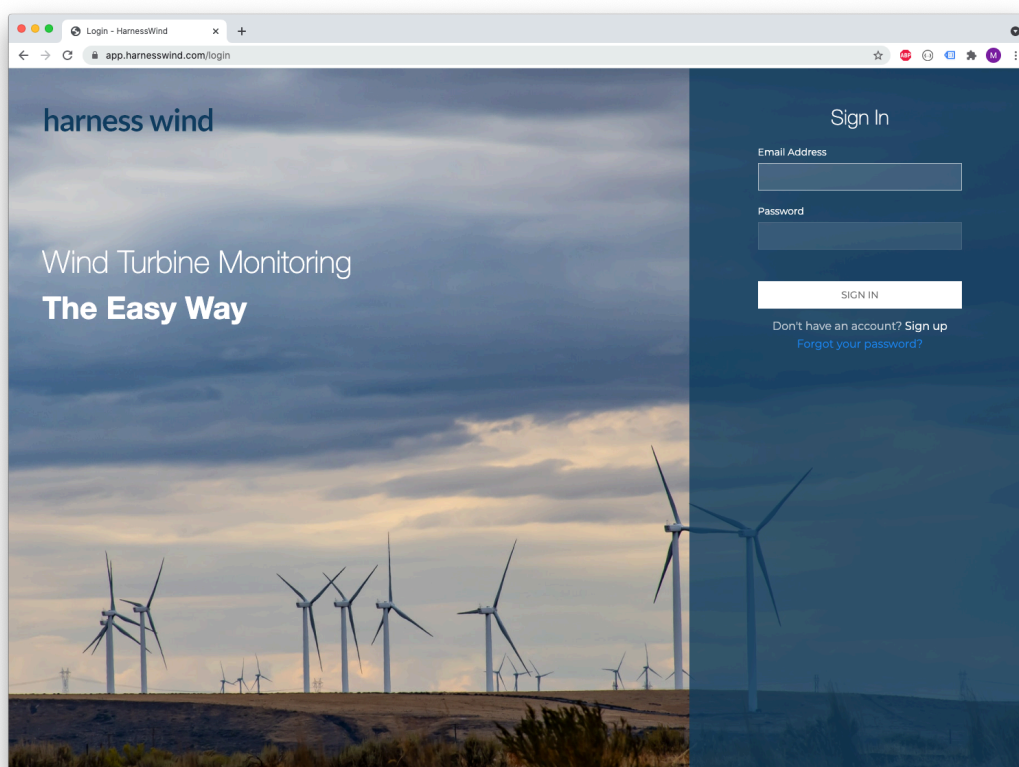 Login - HarnessWind
app.harnesswind.com/login
ABP
M
harness wind
Wind Turbine Monitoring
The Easy Way
Sign In
Email Address
Password
SIGN IN
Don't have an account? Sign up
Forgot your password?